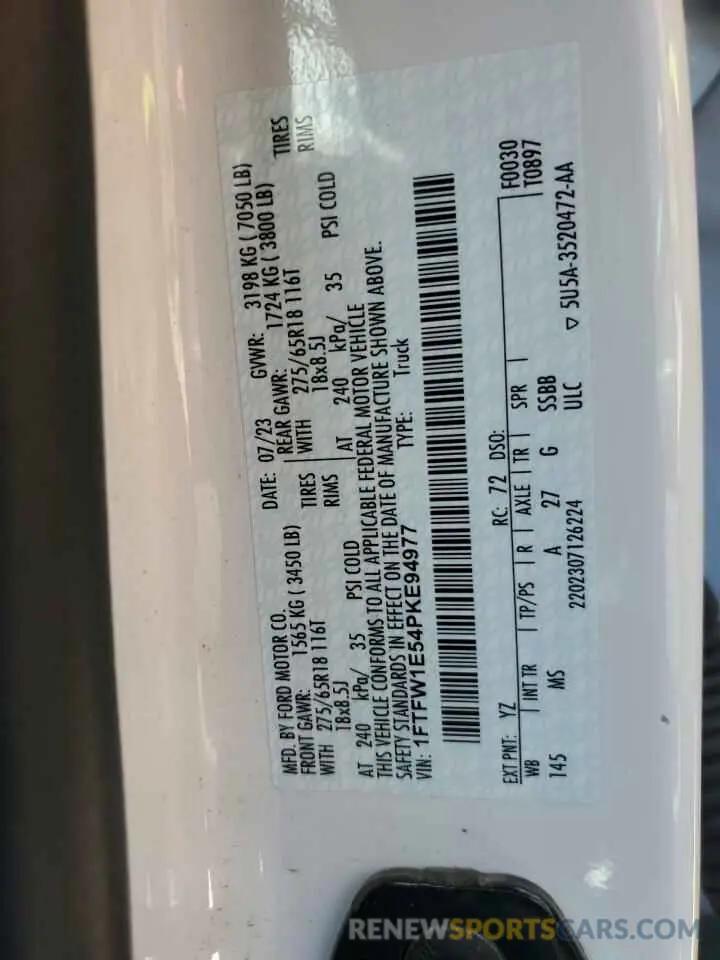 MFD. BY FORD MOTOR CO.
DATE: 07/23 GVWR: 3198 KG ( 7050 LB)
FRONT GAWR: 1565 KG ( 3450 LB) REAR GAWR: 1724 KG ( 3800 LB)
WITH 275/65R18 116T TIRES WITH 275/65R18 116T TIRES
18x8.5J RIMS 18x8.5J RIMS
AT 240 kPa/ 35 PSI COLD AT 240 kPa/ 35 PSI COLD
THIS VEHICLE CONFORMS TO ALL APPLICABLE FEDERAL MOTOR VEHICLE
SAFETY STANDARDS IN EFFECT ON THE DATE OF MANUFACTURE SHOWN ABOVE.
VIN: 1FTFW1E54PKE94977 TYPE: Truck
EXT PNT: YZ RC: 72 DSO: F0030
WB INT TR TP/PS R AXLE TR SPR T0897
145 MS A 27 G SSBB
2202307126224 ULC ▽ 5U5A-3520472-AA
RENEWSPORTSCARS.COM